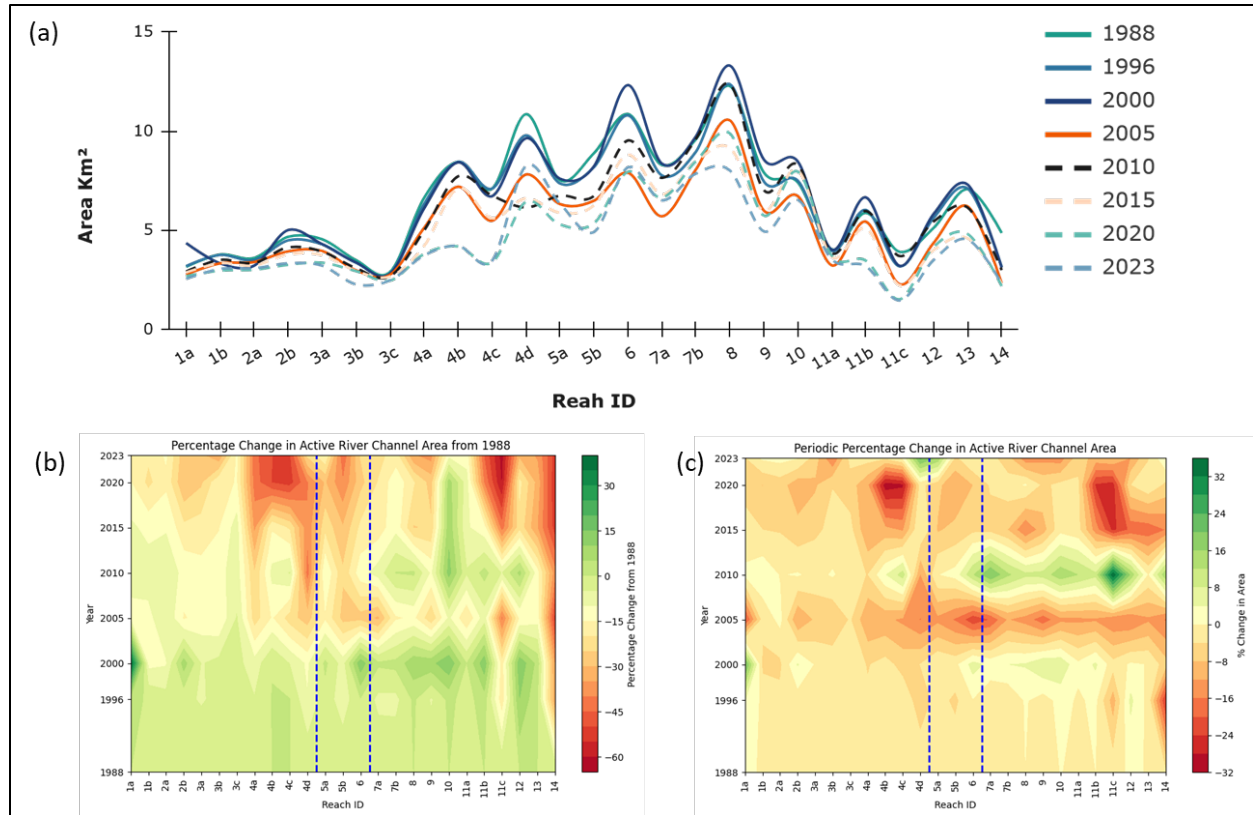 (a)
15
10
5
0
Area Km²
1a 1b 2a 2b 3a 3b 3c 4a 4b 4c 4d 5a 5b 6 7a 7b 8 9 10 11a 11b 11c 12 13 14
Reah ID
1988
1996
2000
2005
2010
2015
2020
2023
(b)
Percentage Change in Active River Channel Area from 1988
2023
2020
2015
2010
2005
2000
1996
1988
Year
1a 1b 2a 2b 3a 3b 3c 4a 4b 4c 4d 5a 5b 6 7a 7b 8 9 10 11a 11b 11c 12 13 14
Reach ID
30
15
0
−15
−30
−45
−60
Percentage Change from 1988
(c)
Periodic Percentage Change in Active River Channel Area
2023
2020
2015
2010
2005
2000
1996
1988
Year
1a 1b 2a 2b 3a 3b 3c 4a 4b 4c 4d 5a 5b 6 7a 7b 8 9 10 11a 11b 11c 12 13 14
Reach ID
32
24
16
8
0
−8
−16
−24
−32
% Change in Area